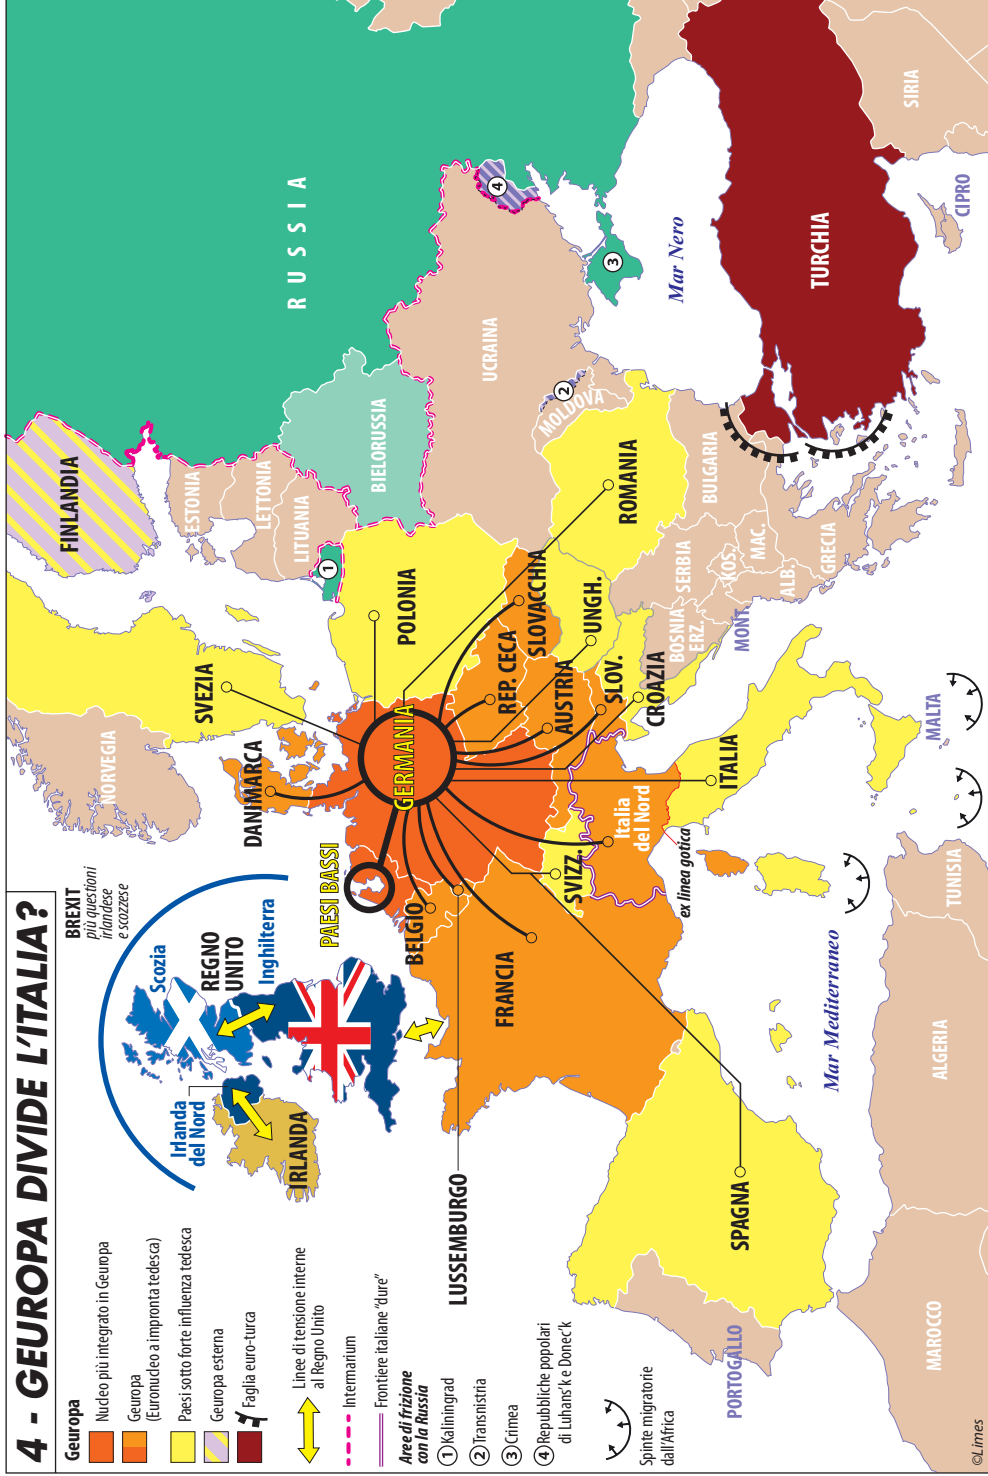 4 - GEUROPA DIVIDE L'ITALIA?
Geuropa
Nucleo più integrato in Geuropa
Geuropa
(Euronucleo a impronta tedesca)
Paesi sotto forte influenza tedesca
Geuropa esterna
Faglia euro-turca
Linee di tensione interne
al Regno Unito
Intermarium
Frontiere italiane "dure"
Aree di frizione
con la Russia
1 Kaliningrad
2 Transnistria
3 Crimea
4 Repubbliche popolari
di Luhans'k e Donec'k
Spinte migratorie
dall'Africa
©Limes
BREXIT
più questioni
irlandese
e scozzese
Scozia
REGNO
UNITO
Inghilterra
Irlanda
del Nord
IRLANDA
PAESI BASSI
BELGIO
LUSSEMBURGO
FRANCIA
SPAGNA
PORTOGALLO
MAROCCO
ALGERIA
TUNISIA
Mar Mediterraneo
MALTA
NORVEGIA
SVEZIA
FINLANDIA
DANIMARCA
GERMANIA
SVIZZ.
Italia
del Nord
ex linea gotica
ITALIA
POLONIA
REP. CECA
SLOVACCHIA
AUSTRIA
UNGH.
SLOV.
CROAZIA
BOSNIA
ERZ.
MONT.
SERBIA
KOS.
MAC.
ALB.
GRECIA
BULGARIA
ROMANIA
MOLDOVA
2
UCRAINA
ESTONIA
LETTONIA
LITUANIA
1
BIELORUSSIA
RUSSIA
4
3
Mar Nero
TURCHIA
SIRIA
CIPRO